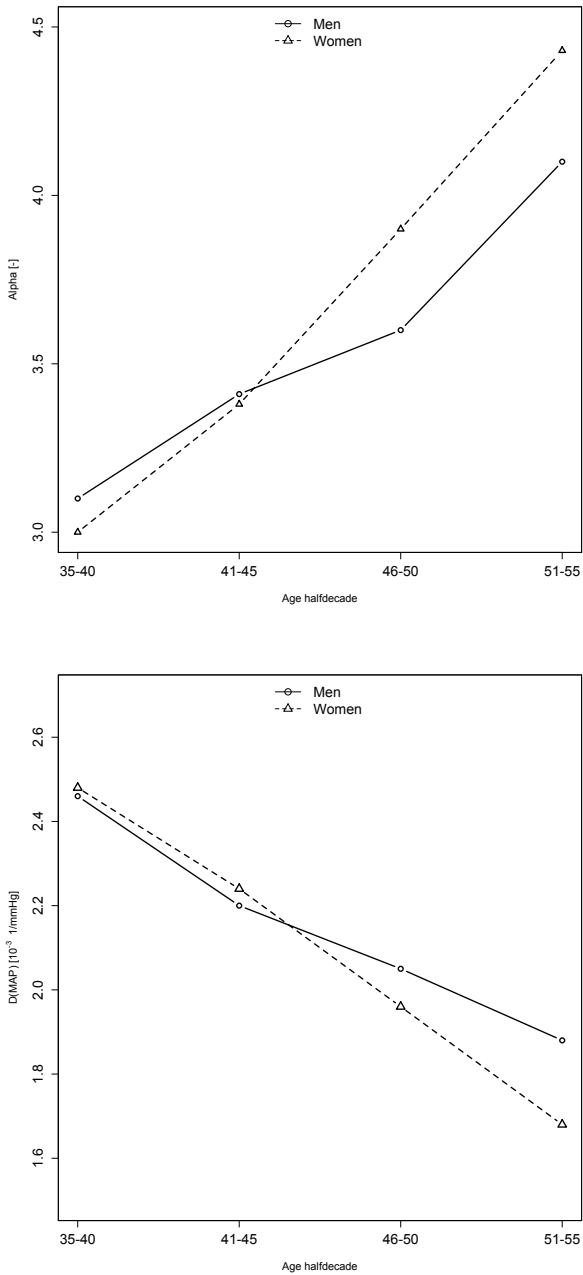 Men
Women
4.5
4.0
3.5
3.0
Alpha [-]
35-40 41-45 46-50 51-55
Age halfdecade
Men
Women
2.6
2.4
2.2
2.0
1.8
1.6
D(MAP) [10⁻³ 1/mmHg]
35-40 41-45 46-50 51-55
Age halfdecade